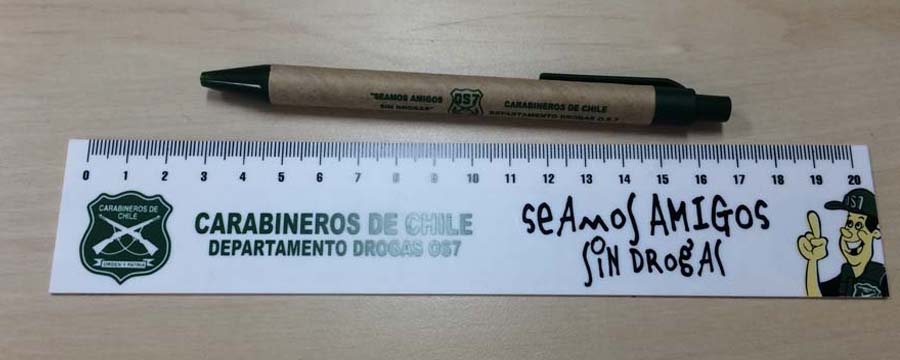 "SEAMOS AMIGOS
SIN DROGAS"
OS7
CARABINEROS DE CHILE
DEPARTAMENTO DROGAS O.S.7
0 1 2 3 4 5 6 7 8 9 10 11 12 13 14 15 16 17 18 19 20
CARABINEROS DE
CHILE
ORDEN Y PATRIA
CARABINEROS DE CHILE
DEPARTAMENTO DROGAS OS7
seAmos AMIGOS
SIN DROGAS
OS7